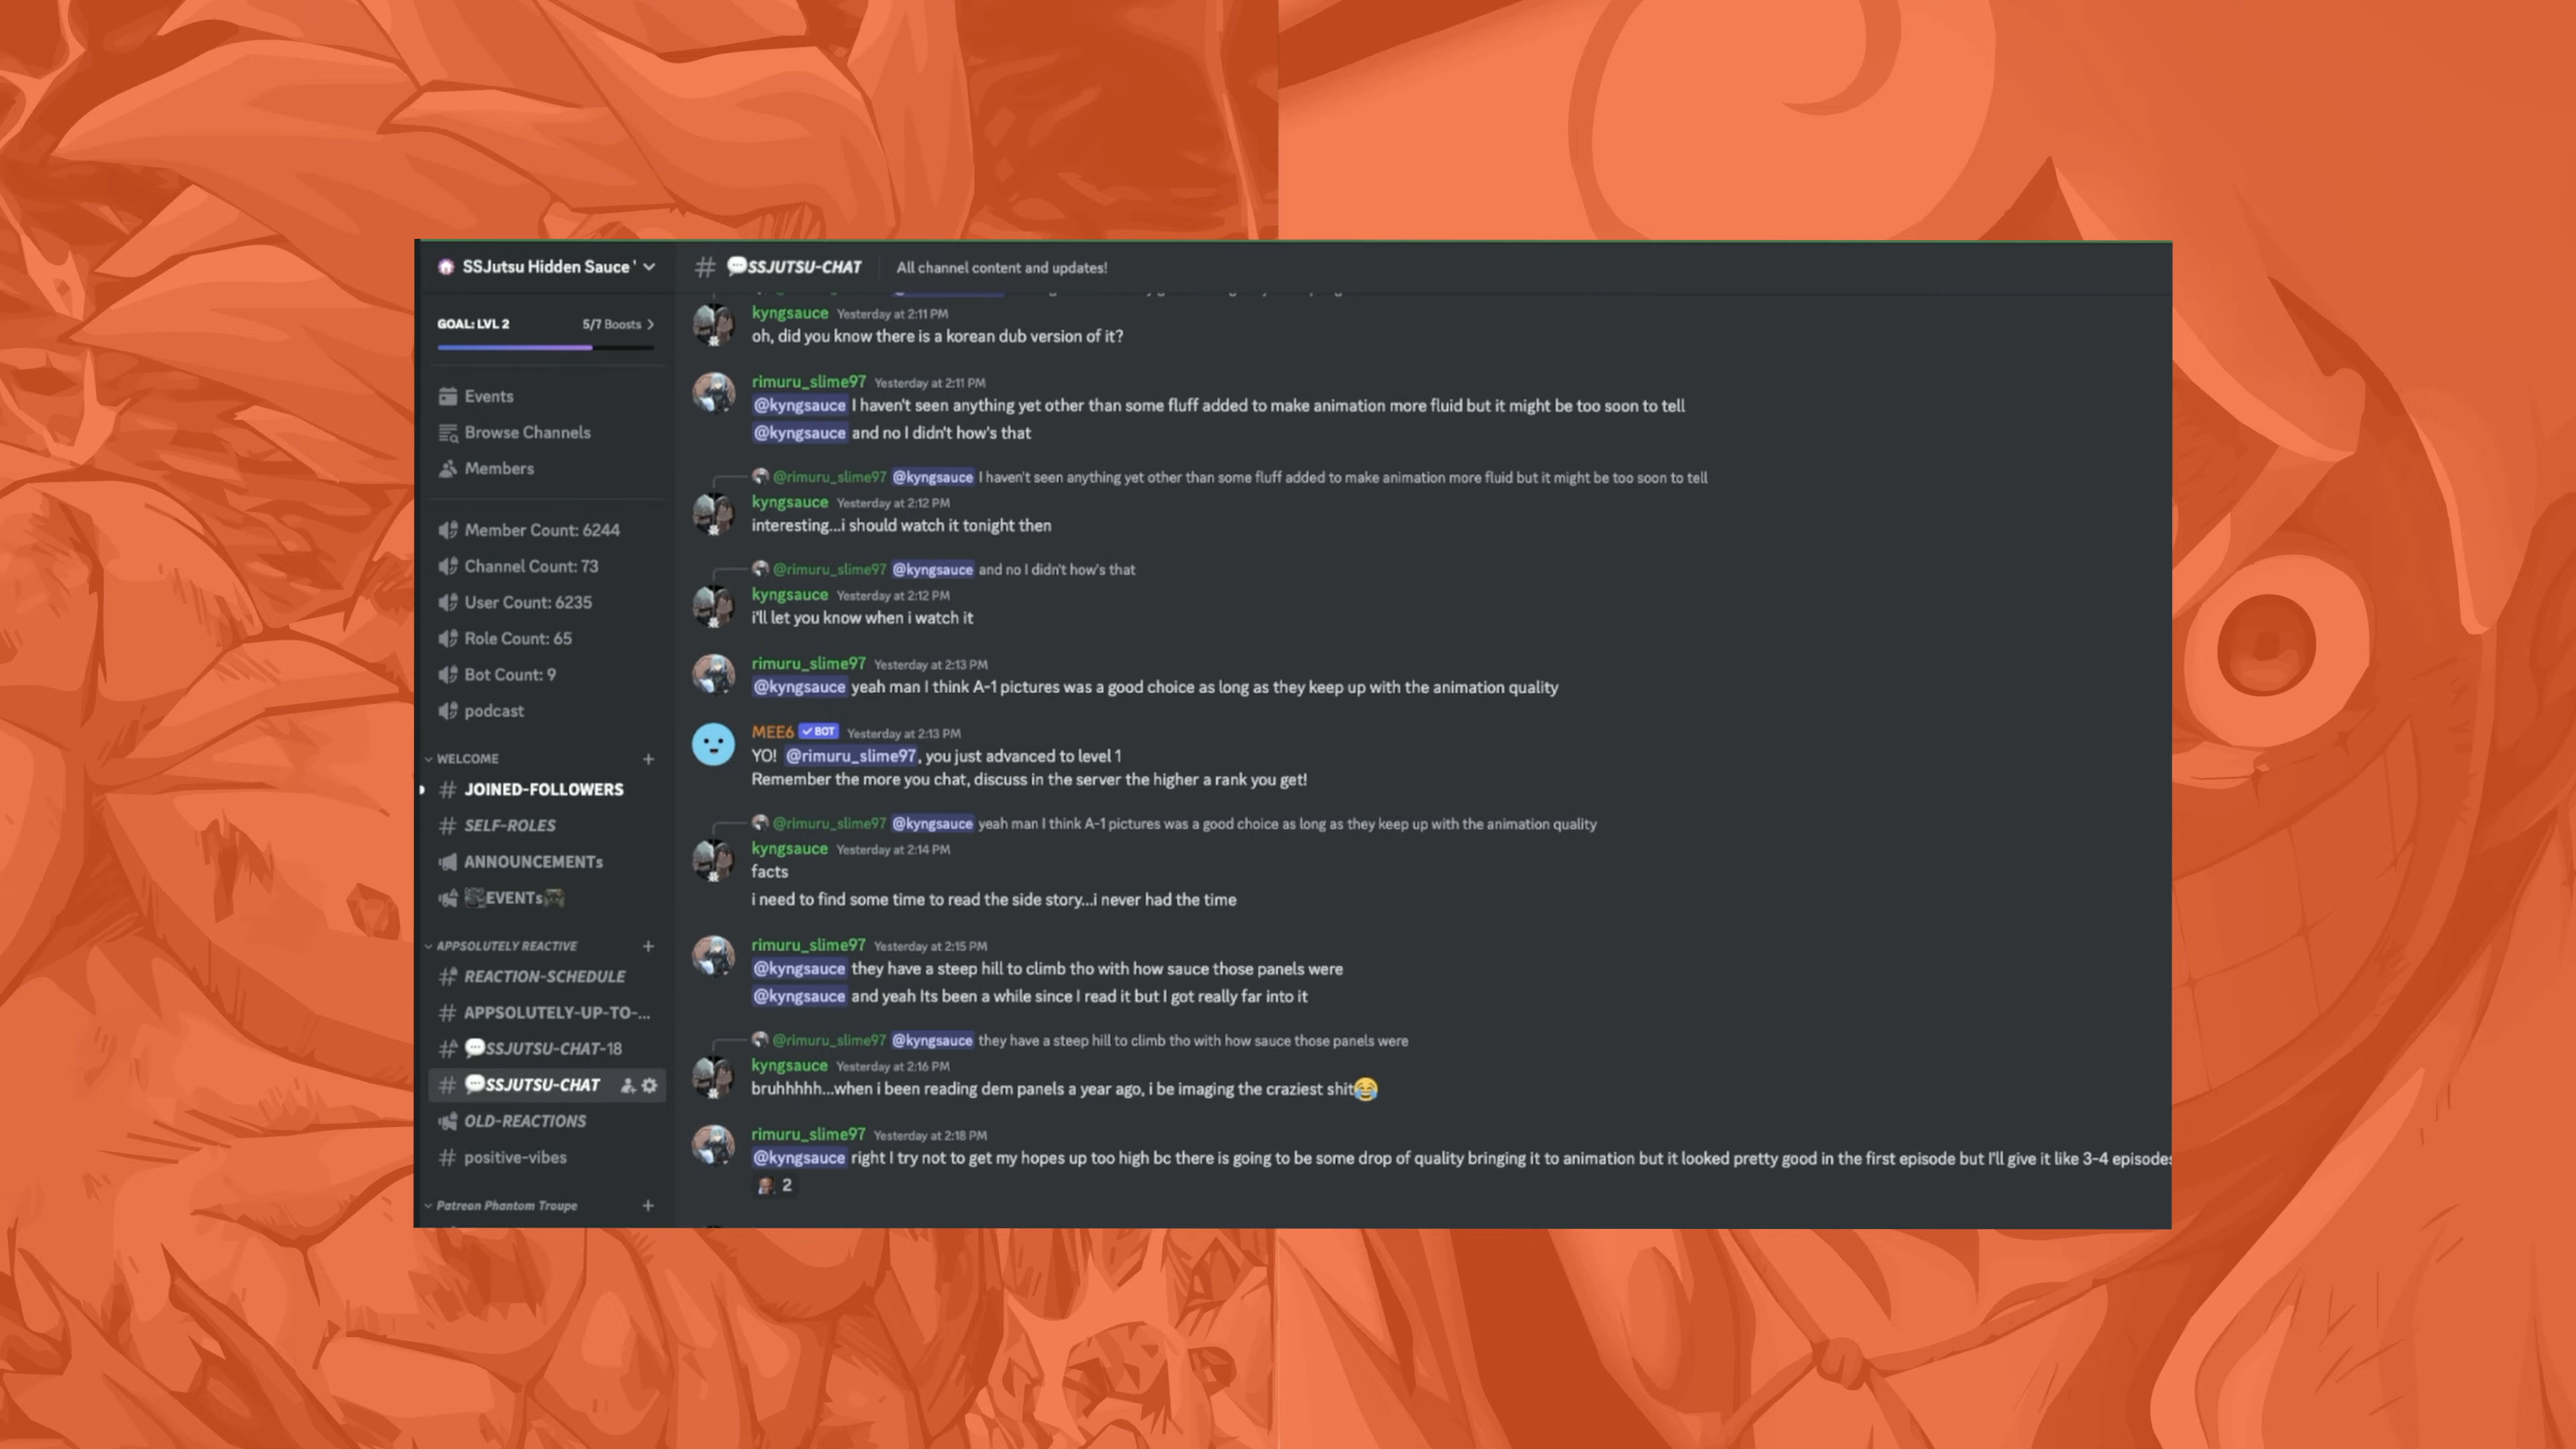 SSJutsu Hidden Sauce '
GOAL: LVL 2 5/7 Boosts
Events
Browse Channels
Members
Member Count: 6244
Channel Count: 73
User Count: 6235
Role Count: 65
Bot Count: 9
podcast
WELCOME
JOINED-FOLLOWERS
SELF-ROLES
ANNOUNCEMENTs
EVENTs
APPSOLUTELY REACTIVE
REACTION-SCHEDULE
APPSOLUTELY-UP-TO-...
💬SSJUTSU-CHAT-18
💬SSJUTSU-CHAT
OLD-REACTIONS
positive-vibes
Patreon Phantom Troupe
# 💬SSJUTSU-CHAT All channel content and updates!
kyngsauce Yesterday at 2:11 PM
oh, did you know there is a korean dub version of it?
rimuru_slime97 Yesterday at 2:11 PM
@kyngsauce I haven't seen anything yet other than some fluff added to make animation more fluid but it might be too soon to tell
@kyngsauce and no I didn't how's that
@rimuru_slime97 @kyngsauce I haven't seen anything yet other than some fluff added to make animation more fluid but it might be too soon to tell
kyngsauce Yesterday at 2:12 PM
interesting...i should watch it tonight then
@rimuru_slime97 @kyngsauce and no I didn't how's that
kyngsauce Yesterday at 2:12 PM
i'll let you know when i watch it
rimuru_slime97 Yesterday at 2:13 PM
@kyngsauce yeah man I think A-1 pictures was a good choice as long as they keep up with the animation quality
MEE6 ✓ BOT Yesterday at 2:13 PM
YO! @rimuru_slime97, you just advanced to level 1
Remember the more you chat, discuss in the server the higher a rank you get!
@rimuru_slime97 @kyngsauce yeah man I think A-1 pictures was a good choice as long as they keep up with the animation quality
kyngsauce Yesterday at 2:14 PM
facts
i need to find some time to read the side story...i never had the time
rimuru_slime97 Yesterday at 2:15 PM
@kyngsauce they have a steep hill to climb tho with how sauce those panels were
@kyngsauce and yeah Its been a while since I read it but I got really far into it
@rimuru_slime97 @kyngsauce they have a steep hill to climb tho with how sauce those panels were
kyngsauce Yesterday at 2:16 PM
bruhhhhh...when i been reading dem panels a year ago, i be imaging the craziest shit😂
rimuru_slime97 Yesterday at 2:18 PM
@kyngsauce right I try not to get my hopes up too high bc there is going to be some drop of quality bringing it to animation but it looked pretty good in the first episode but I'll give it like 3-4 episodes
2